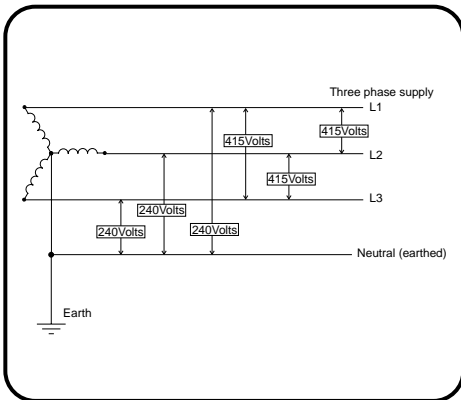 Three phase supply
L1
415Volts
415Volts
L2
415Volts
L3
240Volts
240Volts
240Volts
Neutral (earthed)
Earth